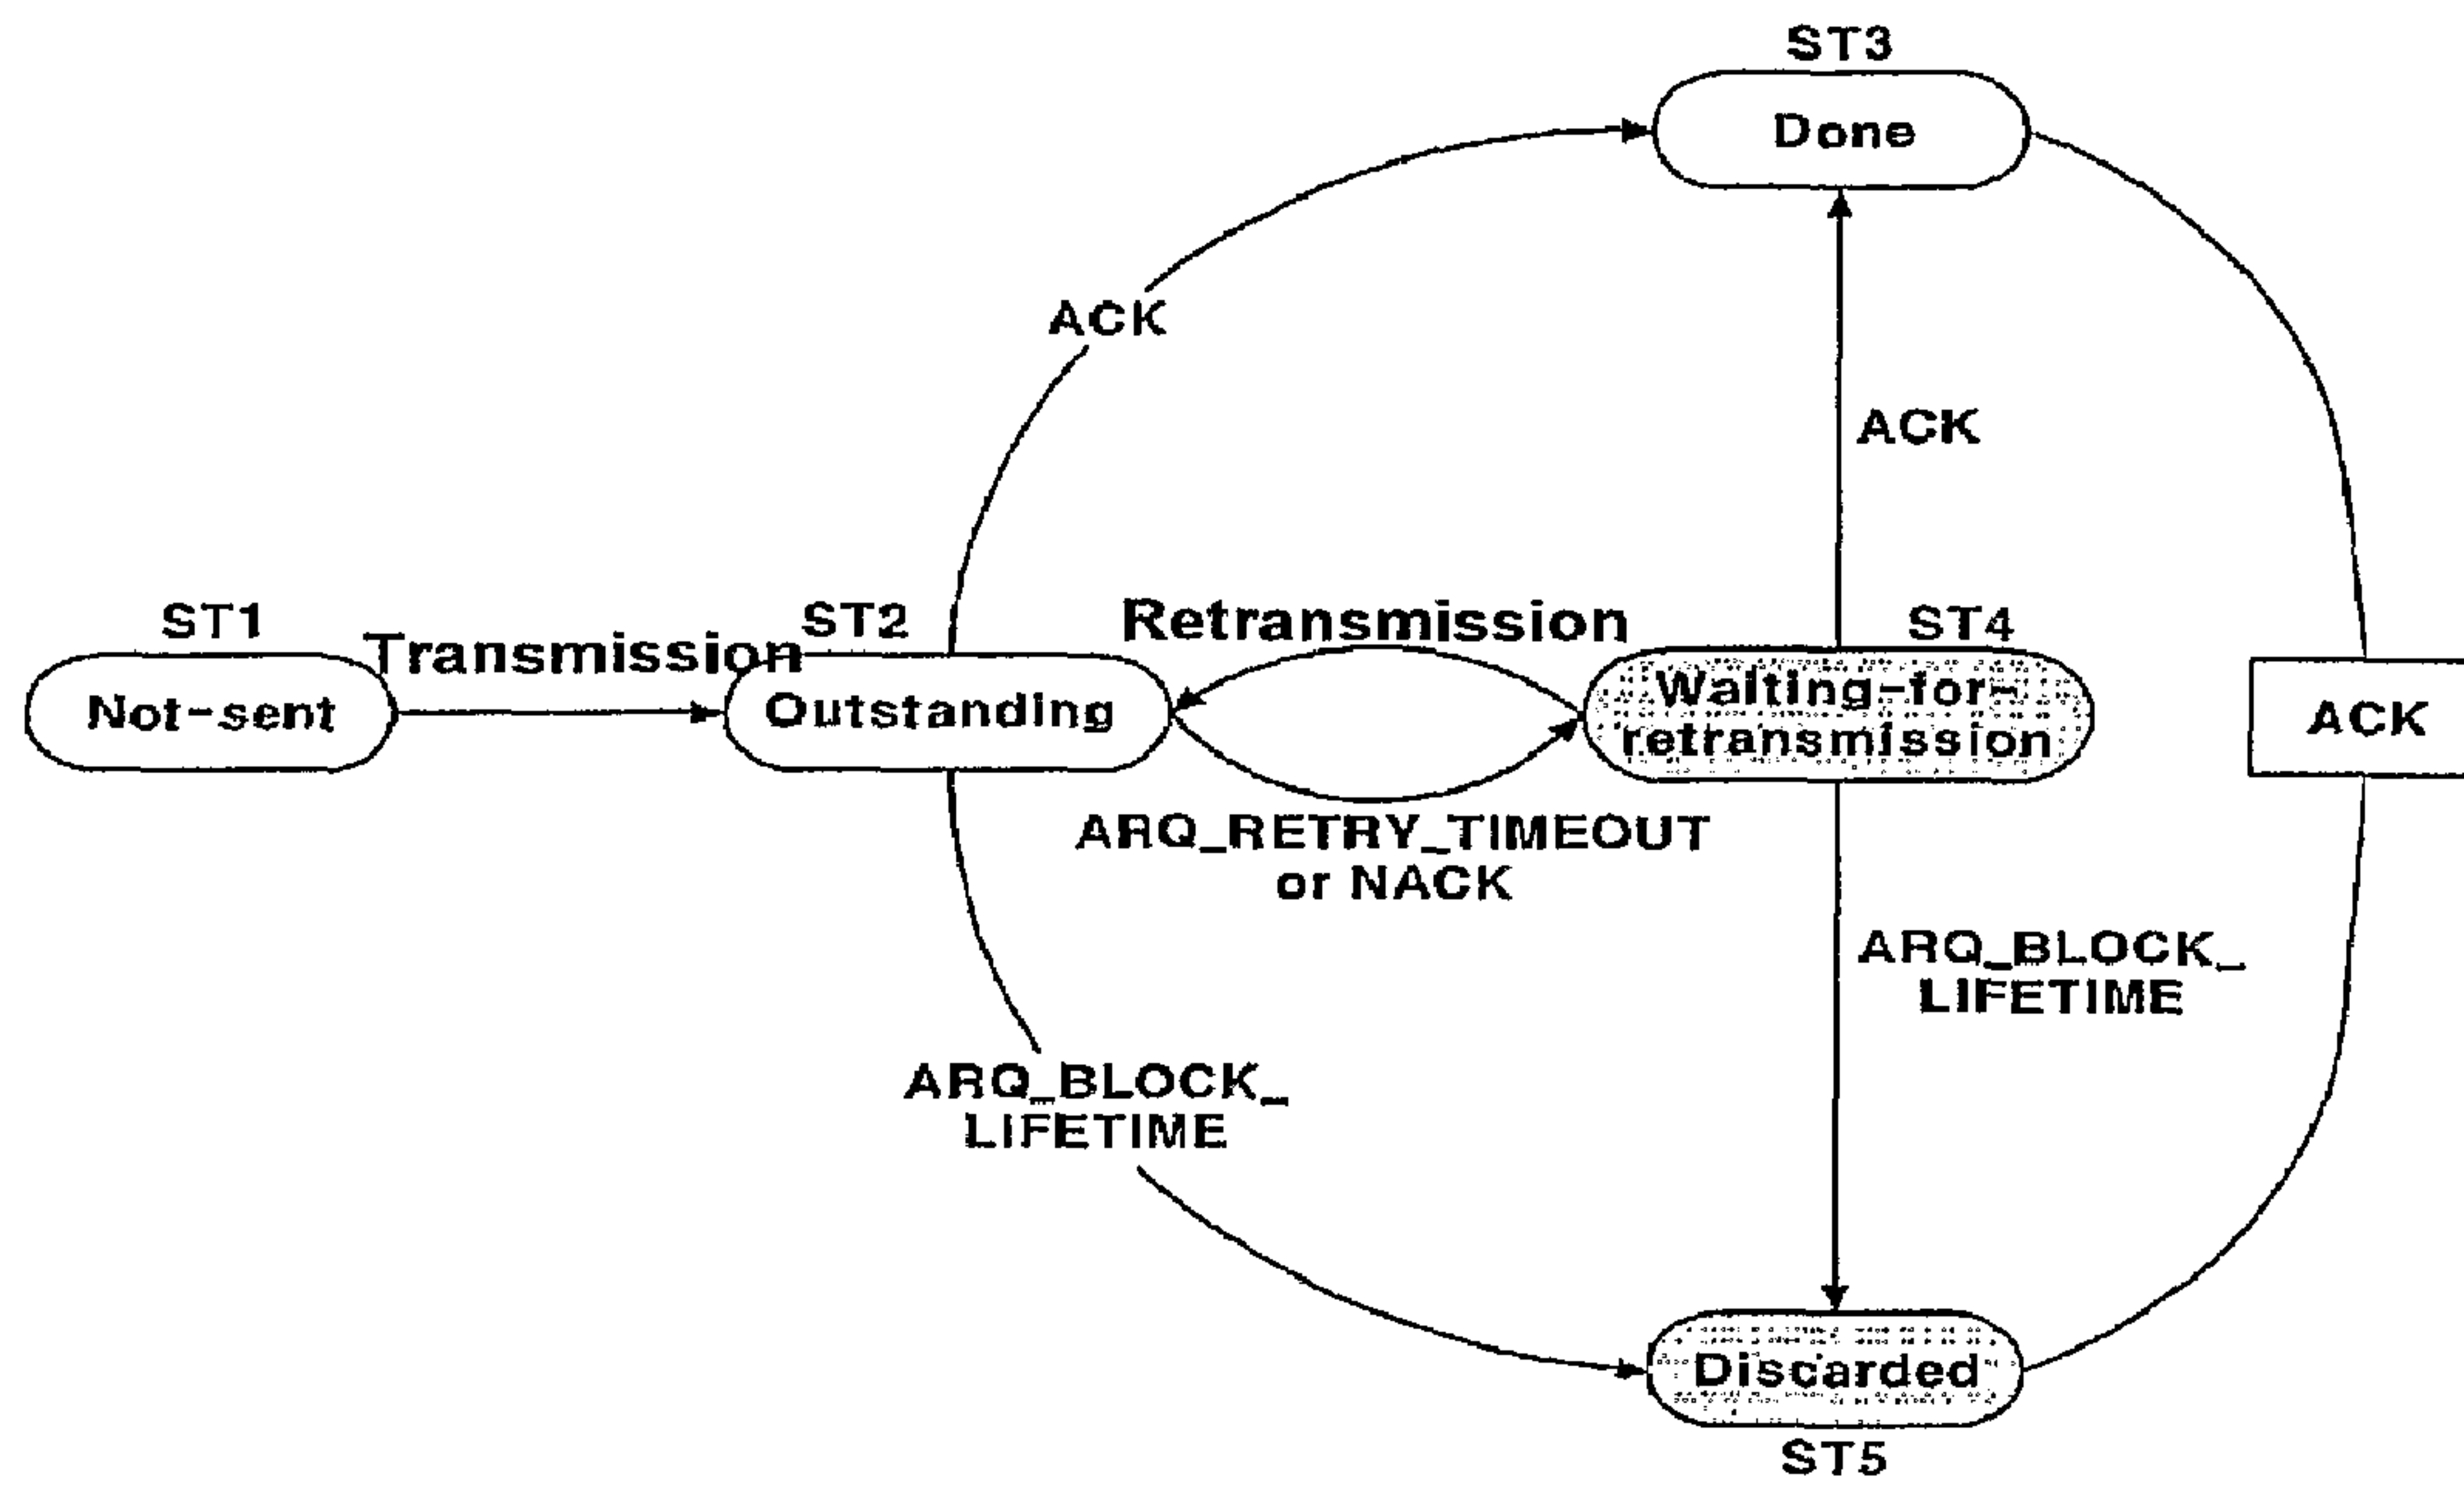 ST3
Done
ACK
ACK
ST1
Transmission
ST2
Retransmission
ST4
Not-sent
Outstanding
Waiting-for-
retransmission
ACK
ARQ_RETRY_TIMEOUT
or NACK
ARQ_BLOCK_
LIFETIME
ARQ_BLOCK_
LIFETIME
Discarded
ST5